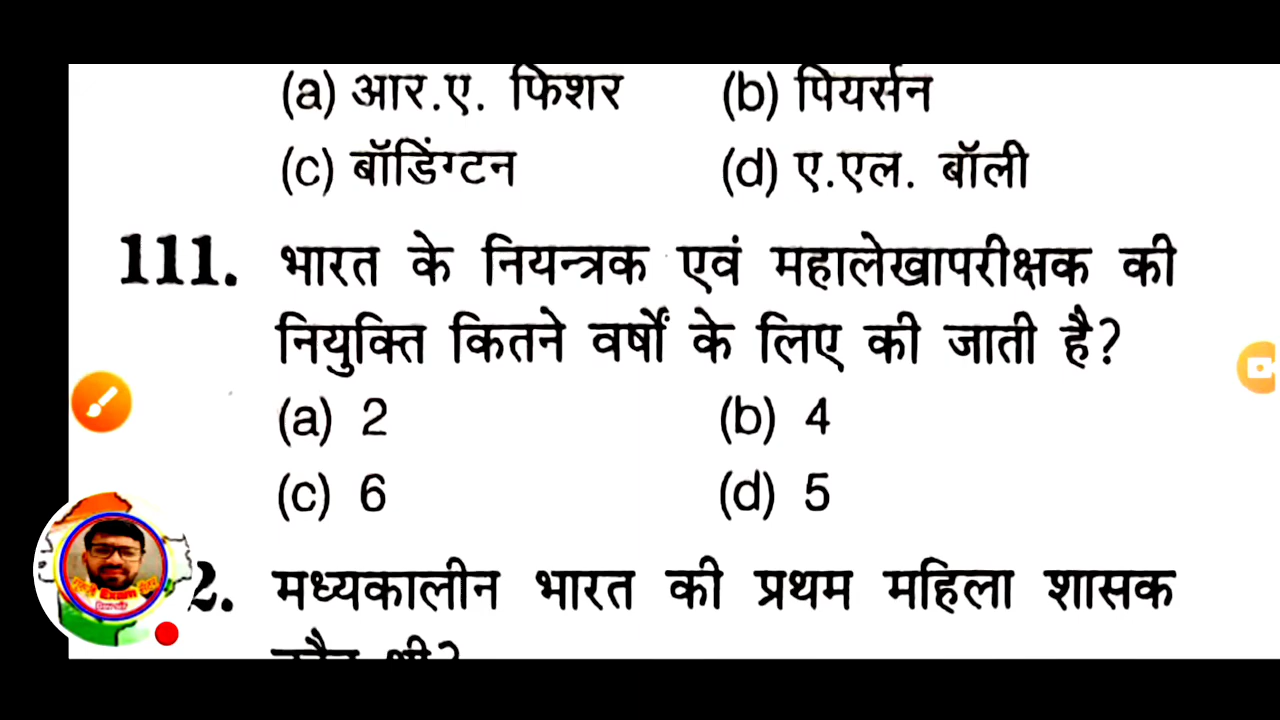 (a) आर.ए. फिशर (b) पियर्सन
(c) बॉडिंग्टन (d) ए.एल. बॉली
111. भारत के नियन्त्रक एवं महालेखापरीक्षक की
नियुक्ति कितने वर्षों के लिए की जाती है?
(a) 2 (b) 4
(c) 6 (d) 5
2. मध्यकालीन भारत की प्रथम महिला शासक